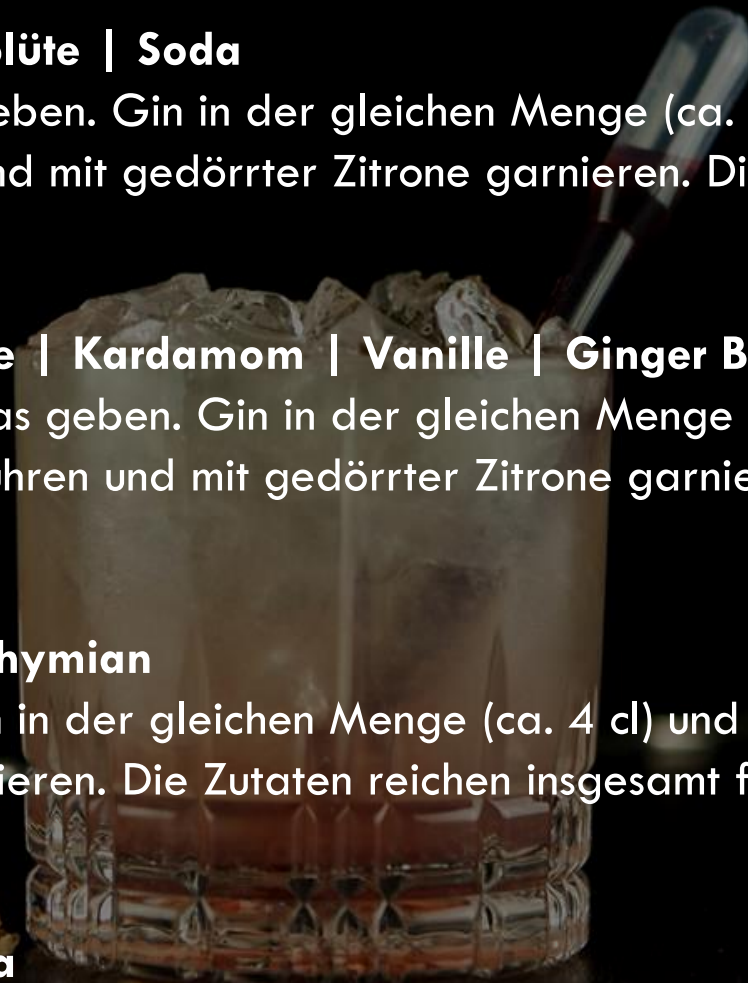 lüte | Soda
eben. Gin in der gleichen Menge (ca.
nd mit gedörrter Zitrone garnieren. Di
e | Kardamom | Vanille | Ginger B
as geben. Gin in der gleichen Menge
hren und mit gedörrter Zitrone garnie
hymian
in der gleichen Menge (ca. 4 cl) und
ieren. Die Zutaten reichen insgesamt f
a